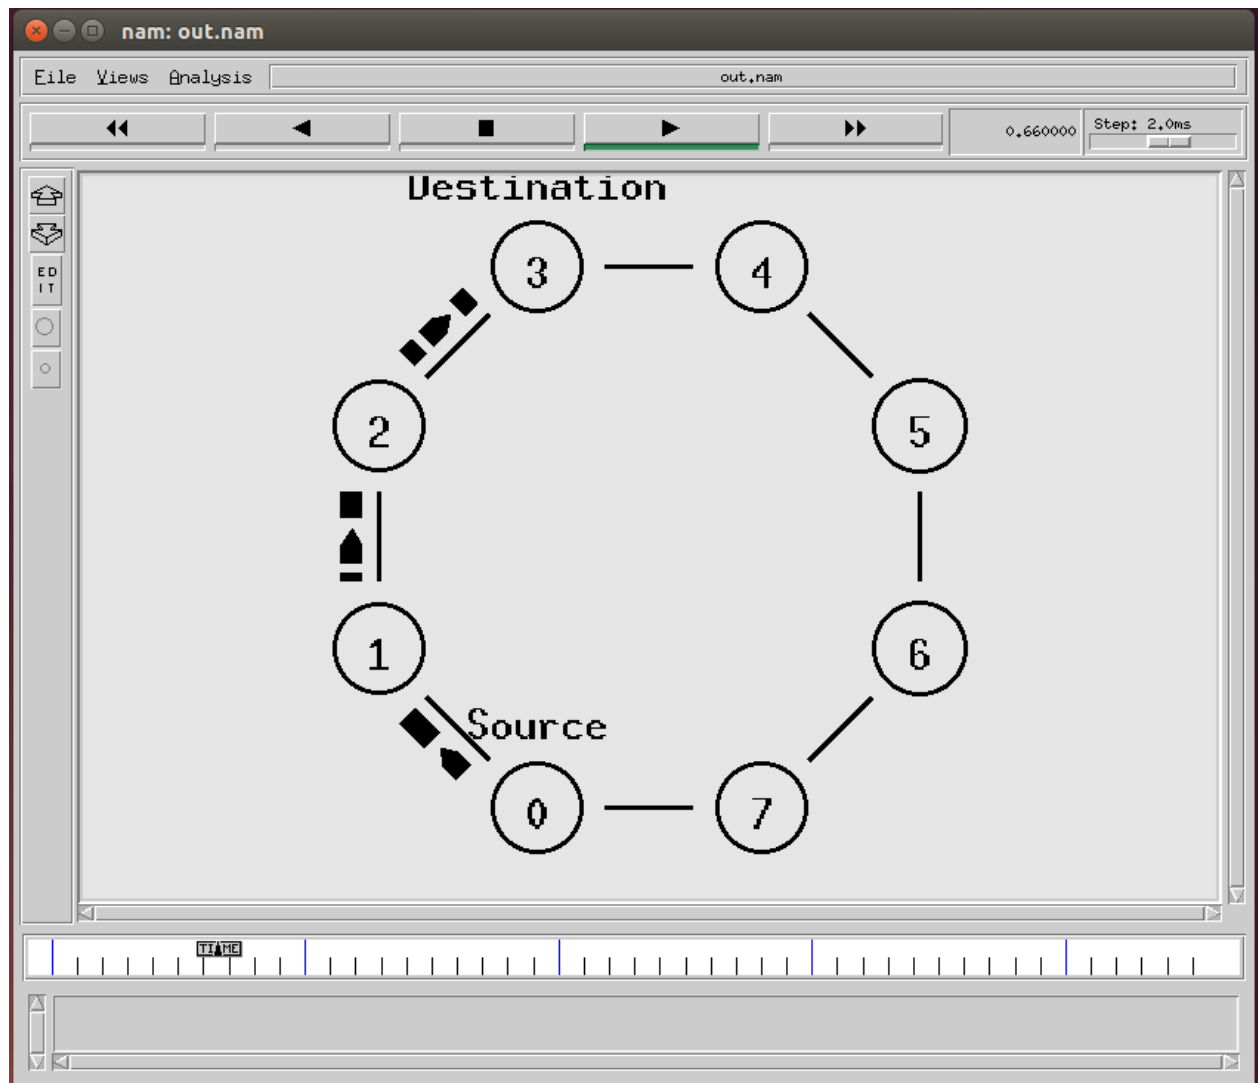 nam: out.nam
File Views Analysis out.nam
0.660000 Step: 2.0ms
ED
IT
Destination
3 4
2 5
1 6
Source
0 7
TIME